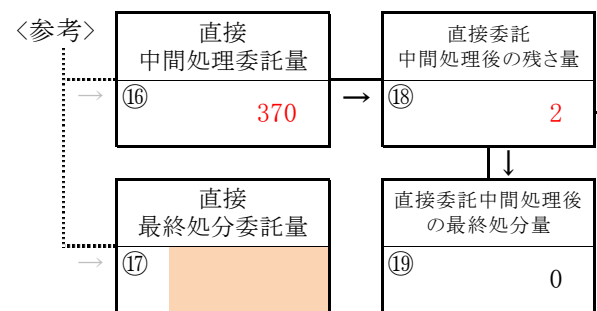 〈参考〉
直接
中間処理委託量
→
⑯
370
→
直接委託
中間処理後の残さ量
⑱
2
↓
直接
最終処分委託量
→
⑰
直接委託中間処理後
の最終処分量
⑲
0